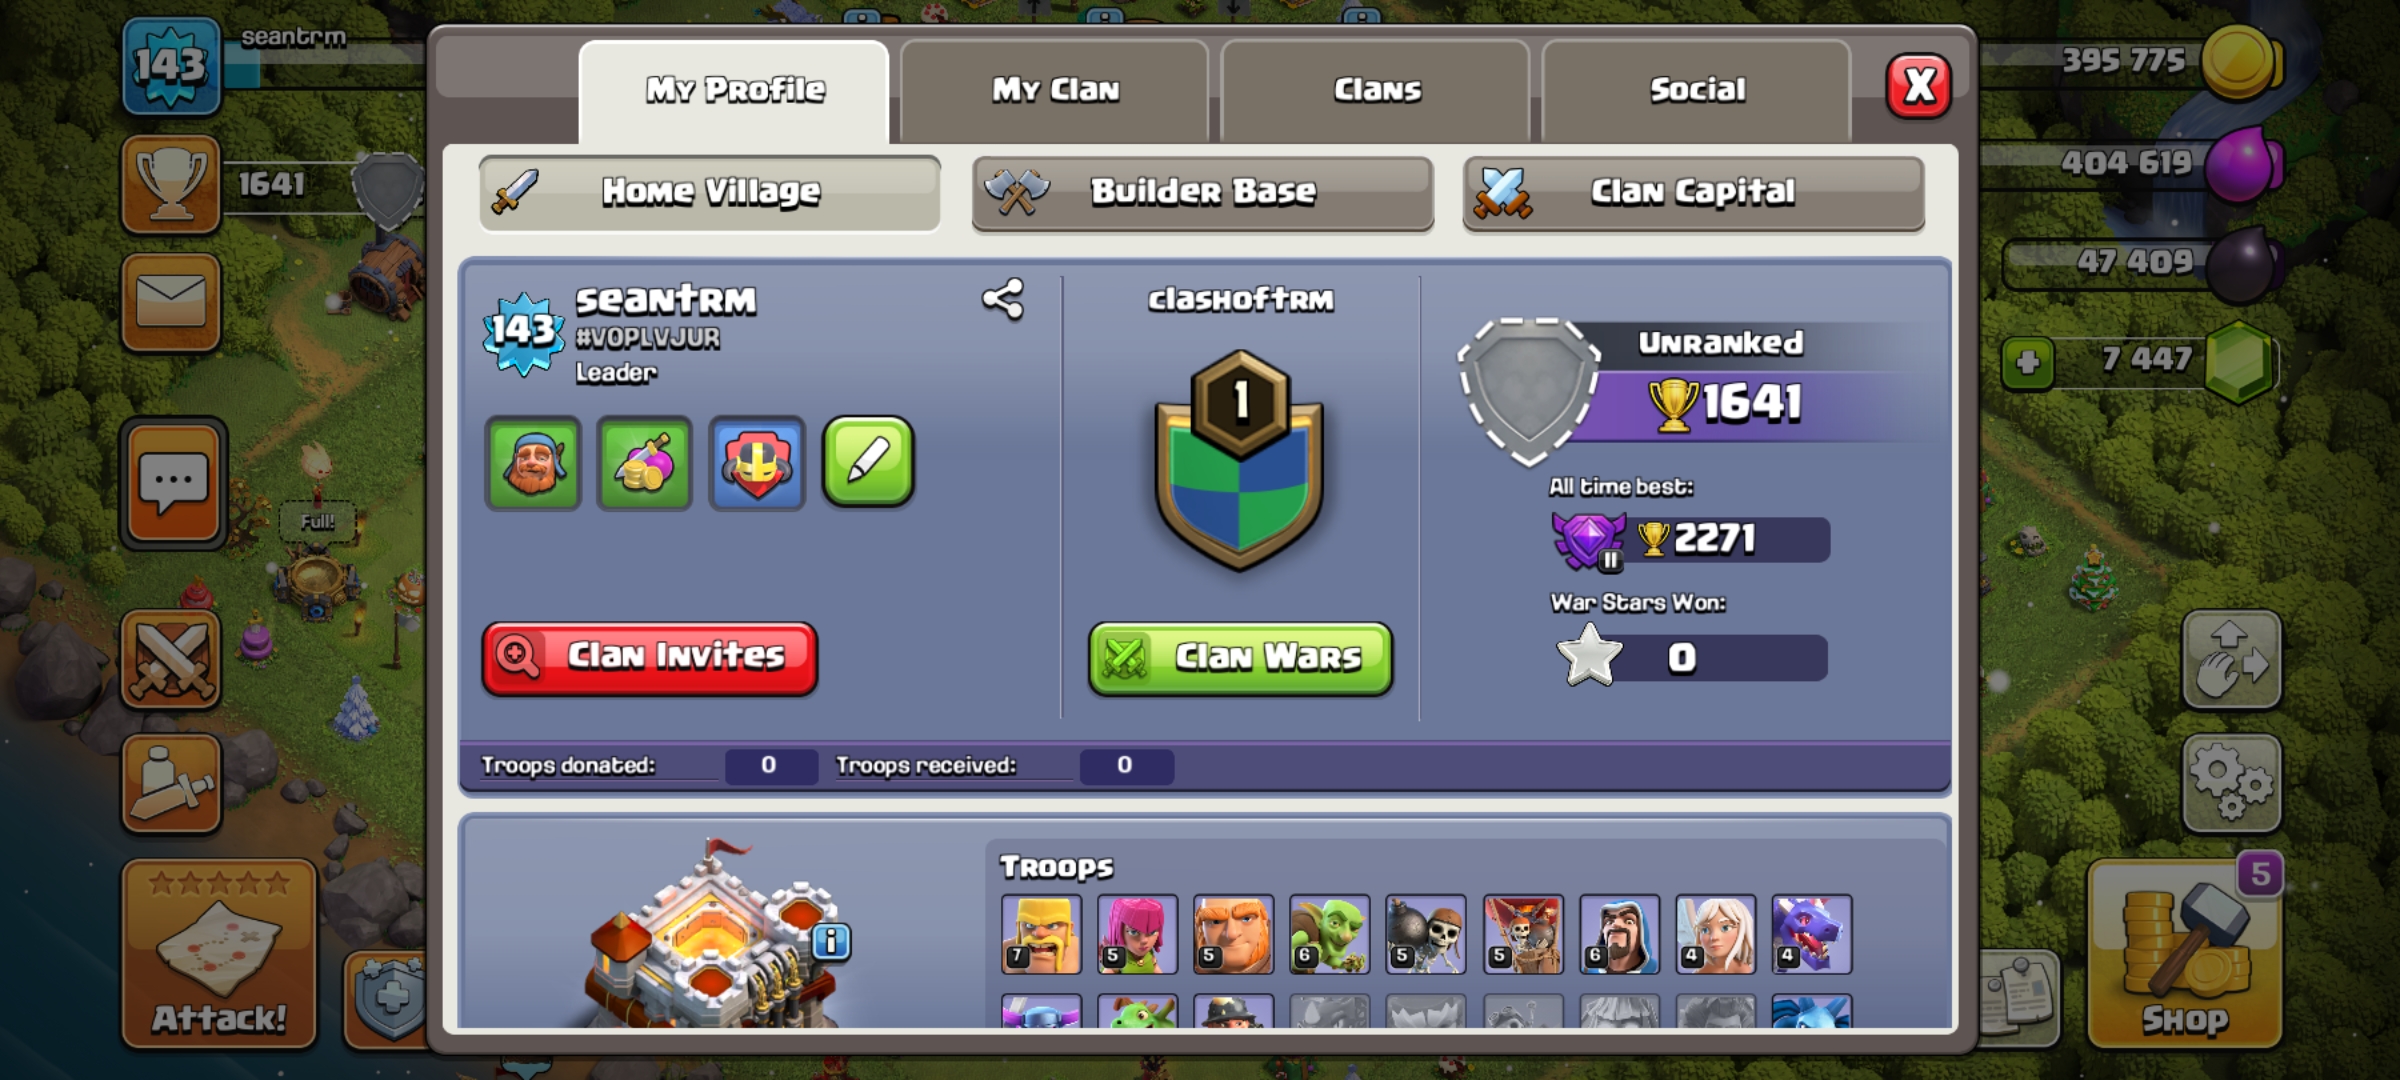 143
seantrm
1641
Full!
Attack!
My Profile
My Clan
Clans
Social
X
Home Village
Builder Base
Clan Capital
143
seantrm
#V0PLVJUR
Leader
Clan Invites
clashoftrm
1
Clan Wars
Unranked
1641
All time best:
II
2271
War Stars Won:
0
Troops donated: 0 Troops received: 0
i
Troops
7 5 5 6 5 5 6 4 4
395 775
404 619
47 409
7 447
5
Shop